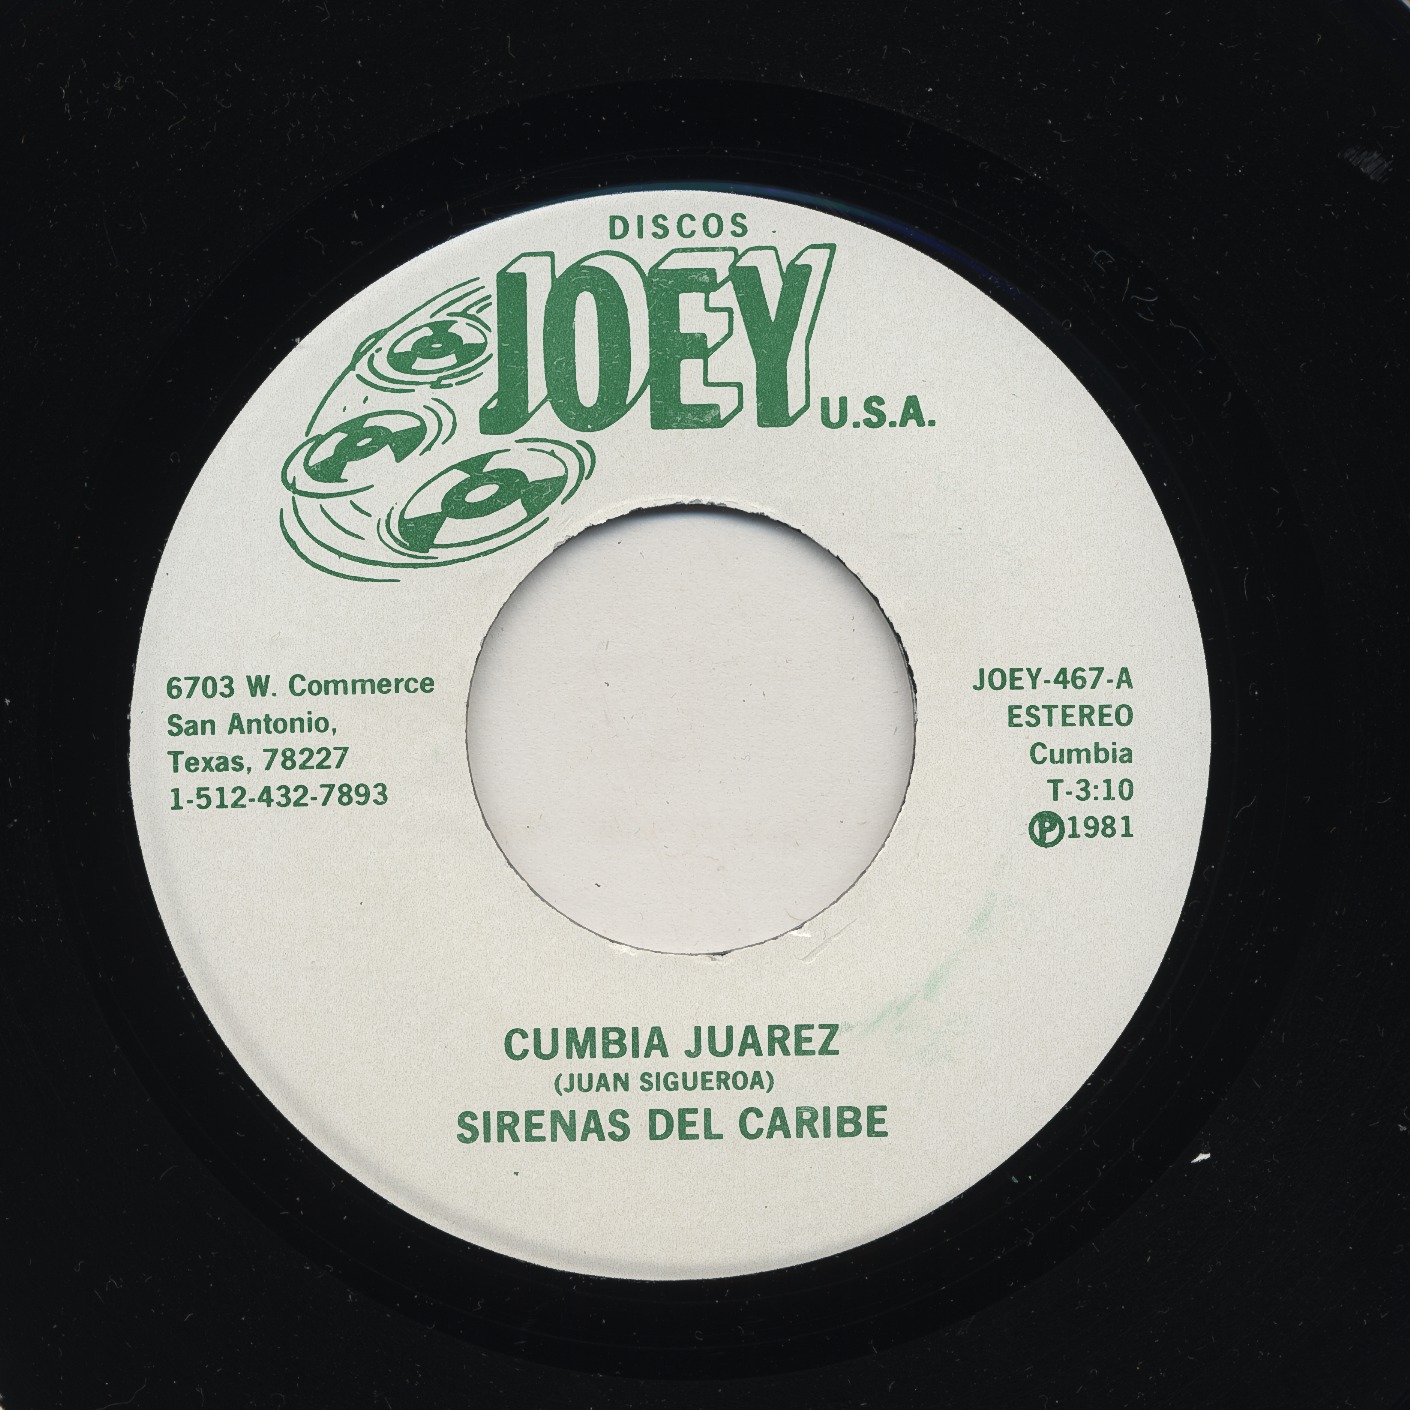 DISCOS
JOEY U.S.A.
6703 W. Commerce
San Antonio,
Texas, 78227
1-512-432-7893
JOEY-467-A
ESTEREO
Cumbia
T-3:10
Ⓟ1981
CUMBIA JUAREZ
(JUAN SIGUEROA)
SIRENAS DEL CARIBE